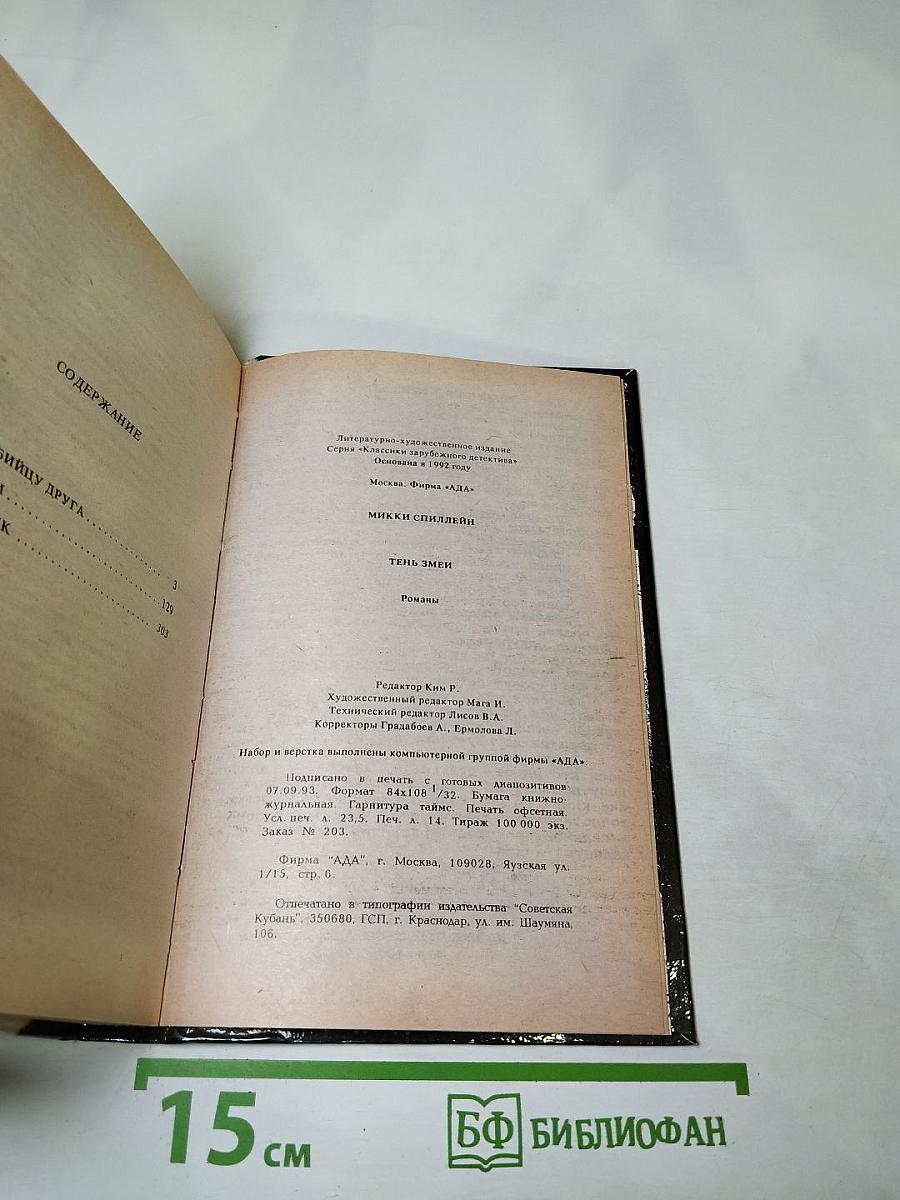 СОДЕРЖАНИЕ
ДРУГА .......... 3
.......... 129
.......... 303
Литературно-художественное издание
Серия «Классики зарубежного детектива»
Основана в 1992 году
Москва. Фирма «АДА»
МИККИ СПИЛЛЕЙН
ТЕНЬ ЗМЕИ
Романы
Редактор Ким Р.
Художественный редактор Мага И.
Технический редактор Лисов В.А.
Корректоры Градабоев А., Ермолова Л.
Набор и верстка выполнены компьютерной группой фирмы «АДА».
Подписано в печать с готовых диапозитивов
07.09.93. Формат 84х108 1/32. Бумага книжно-
журнальная. Гарнитура таймс. Печать офсетная.
Усл. печ. л. 23,5. Печ. л. 14. Тираж 100 000 экз.
Заказ № 203.
Фирма "АДА", г. Москва, 109028, Яузская ул.
1/15, стр. 6.
Отпечатано в типографии издательства "Советская
Кубань", 350680, ГСП, г. Краснодар, ул. им. Шаумяна,
106.
15 см
БФ БИБЛИОФАН